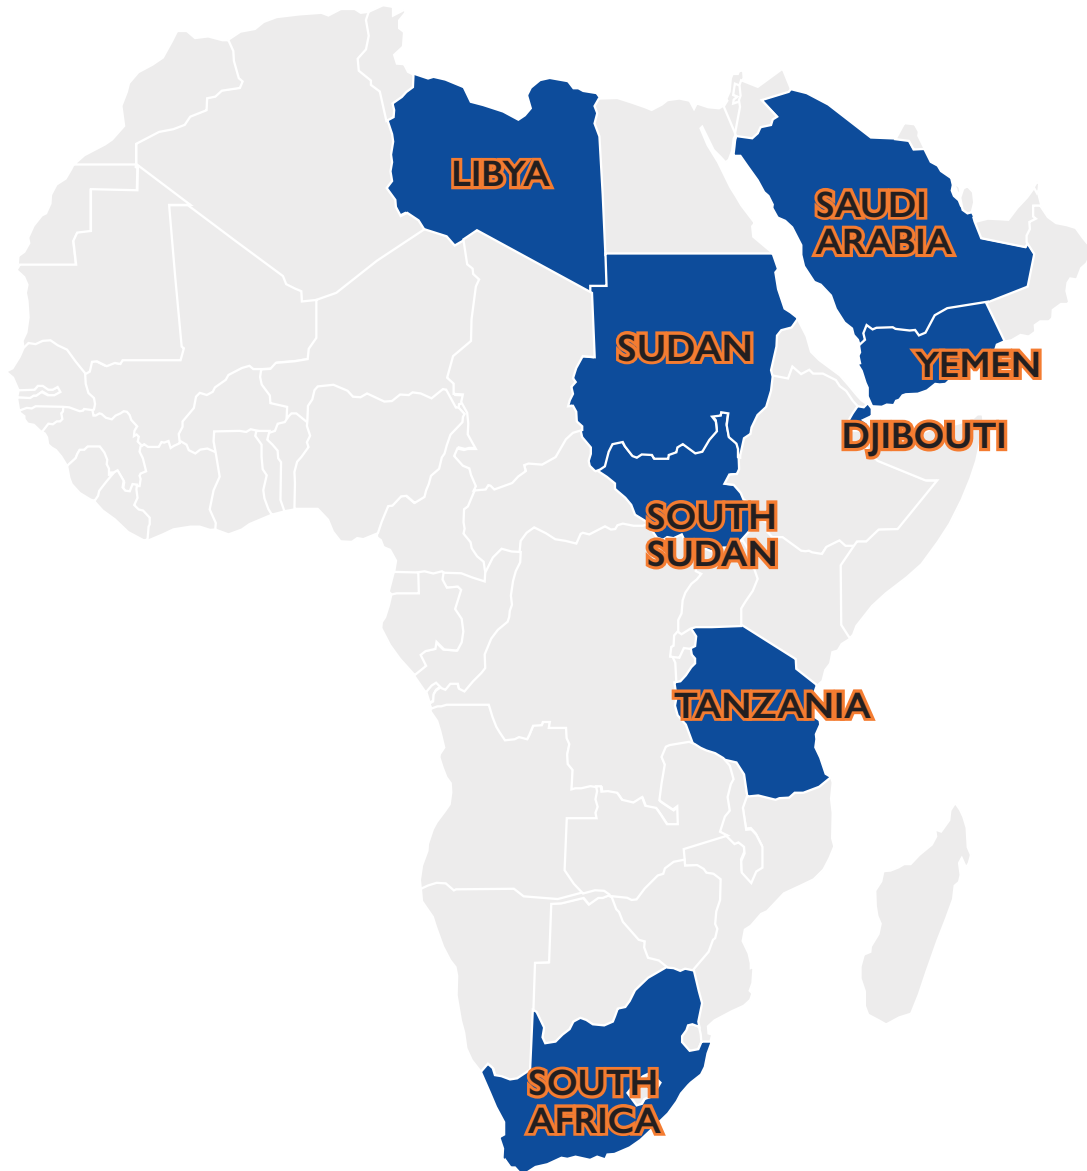 LIBYA
SAUDI
ARABIA
SUDAN
YEMEN
DJIBOUTI
SOUTH
SUDAN
TANZANIA
SOUTH
AFRICA